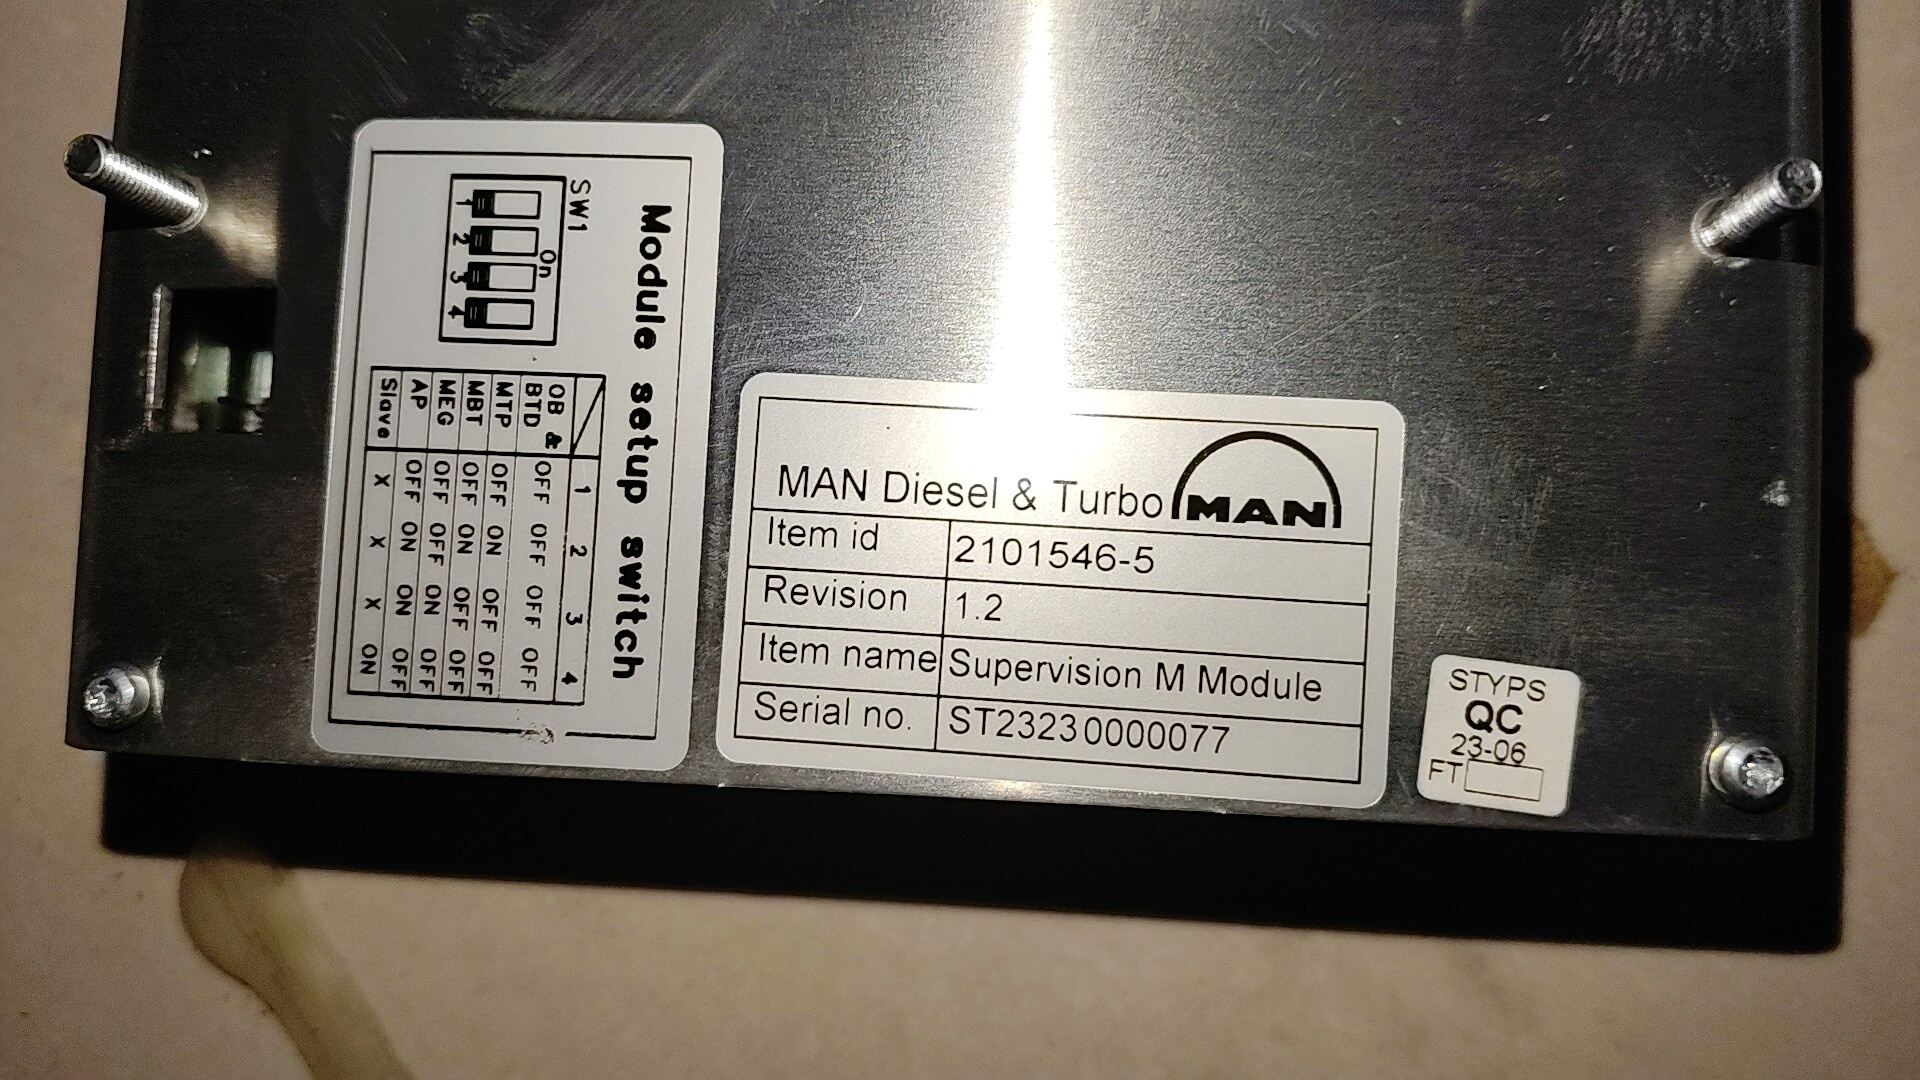 Module setup switch
SW1
On
1 2 3 4
1 2 3 4
OB & BTD OFF OFF OFF OFF
MTP OFF ON OFF OFF
MBT OFF ON OFF OFF
MEG OFF OFF ON OFF
AP OFF ON ON OFF
Slave X X X ON
MAN Diesel & Turbo MAN
Item id 2101546-5
Revision 1.2
Item name Supervision M Module
Serial no. ST23230000077
STYPS
QC
23-06
FT